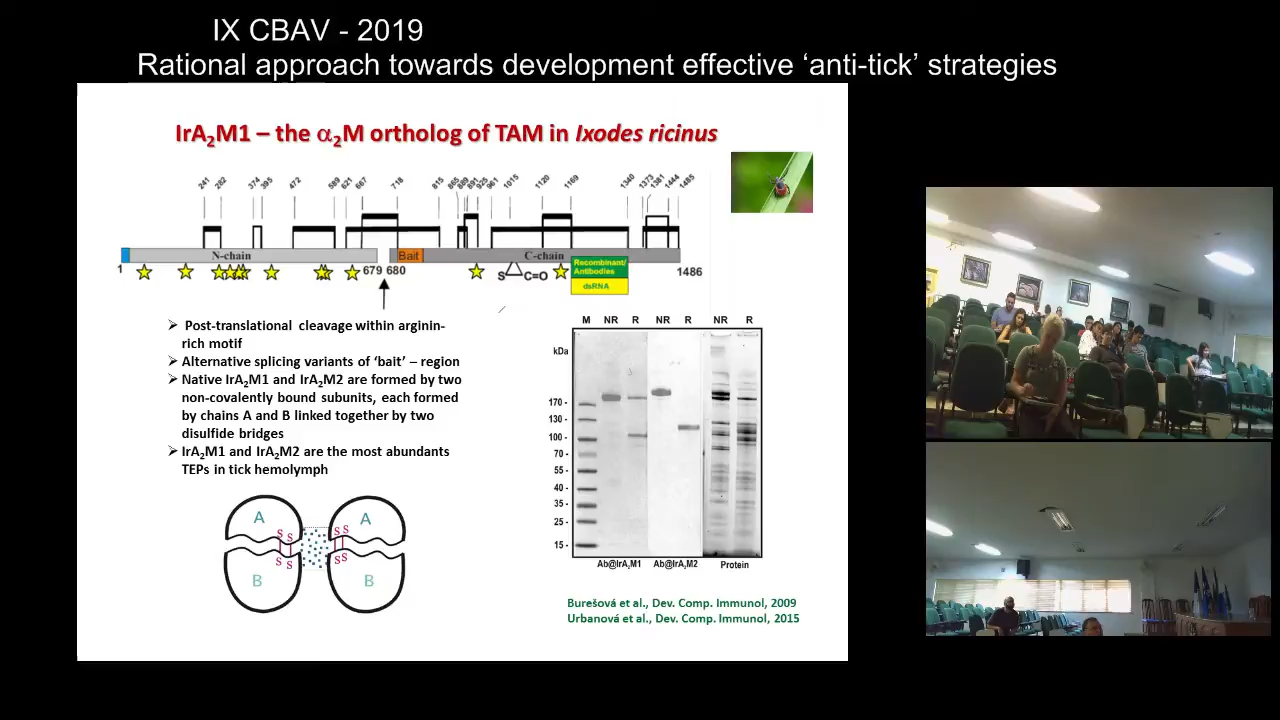 IX CBAV - 2019
Rational approach towards development effective ‘anti-tick’ strategies
IrA₂M1 – the α₂M ortholog of TAM in Ixodes ricinus
241 282 374 395 472 589 621 667 718 815 865 889 891 925 961 1015 1120 1169 1340 1373 1381 1444 1485
N-chain Bait C-chain
1 679 680 S C=O 1486
Recombinant/
Antibodies
dsRNA
➢ Post-translational cleavage within arginin-
rich motif
➢ Alternative splicing variants of ‘bait’ – region
➢ Native IrA₂M1 and IrA₂M2 are formed by two
non-covalently bound subunits, each formed
by chains A and B linked together by two
disulfide bridges
➢ IrA₂M1 and IrA₂M2 are the most abundants
TEPs in tick hemolymph
A A
S S S S
S S S S
B B
M NR R NR R NR R
kDa
170 -
130 -
100 -
70 -
55 -
40 -
35 -
25 -
15 -
Ab@IrA₂M1 Ab@IrA₂M2 Protein
Burešová et al., Dev. Comp. Immunol, 2009
Urbanová et al., Dev. Comp. Immunol, 2015